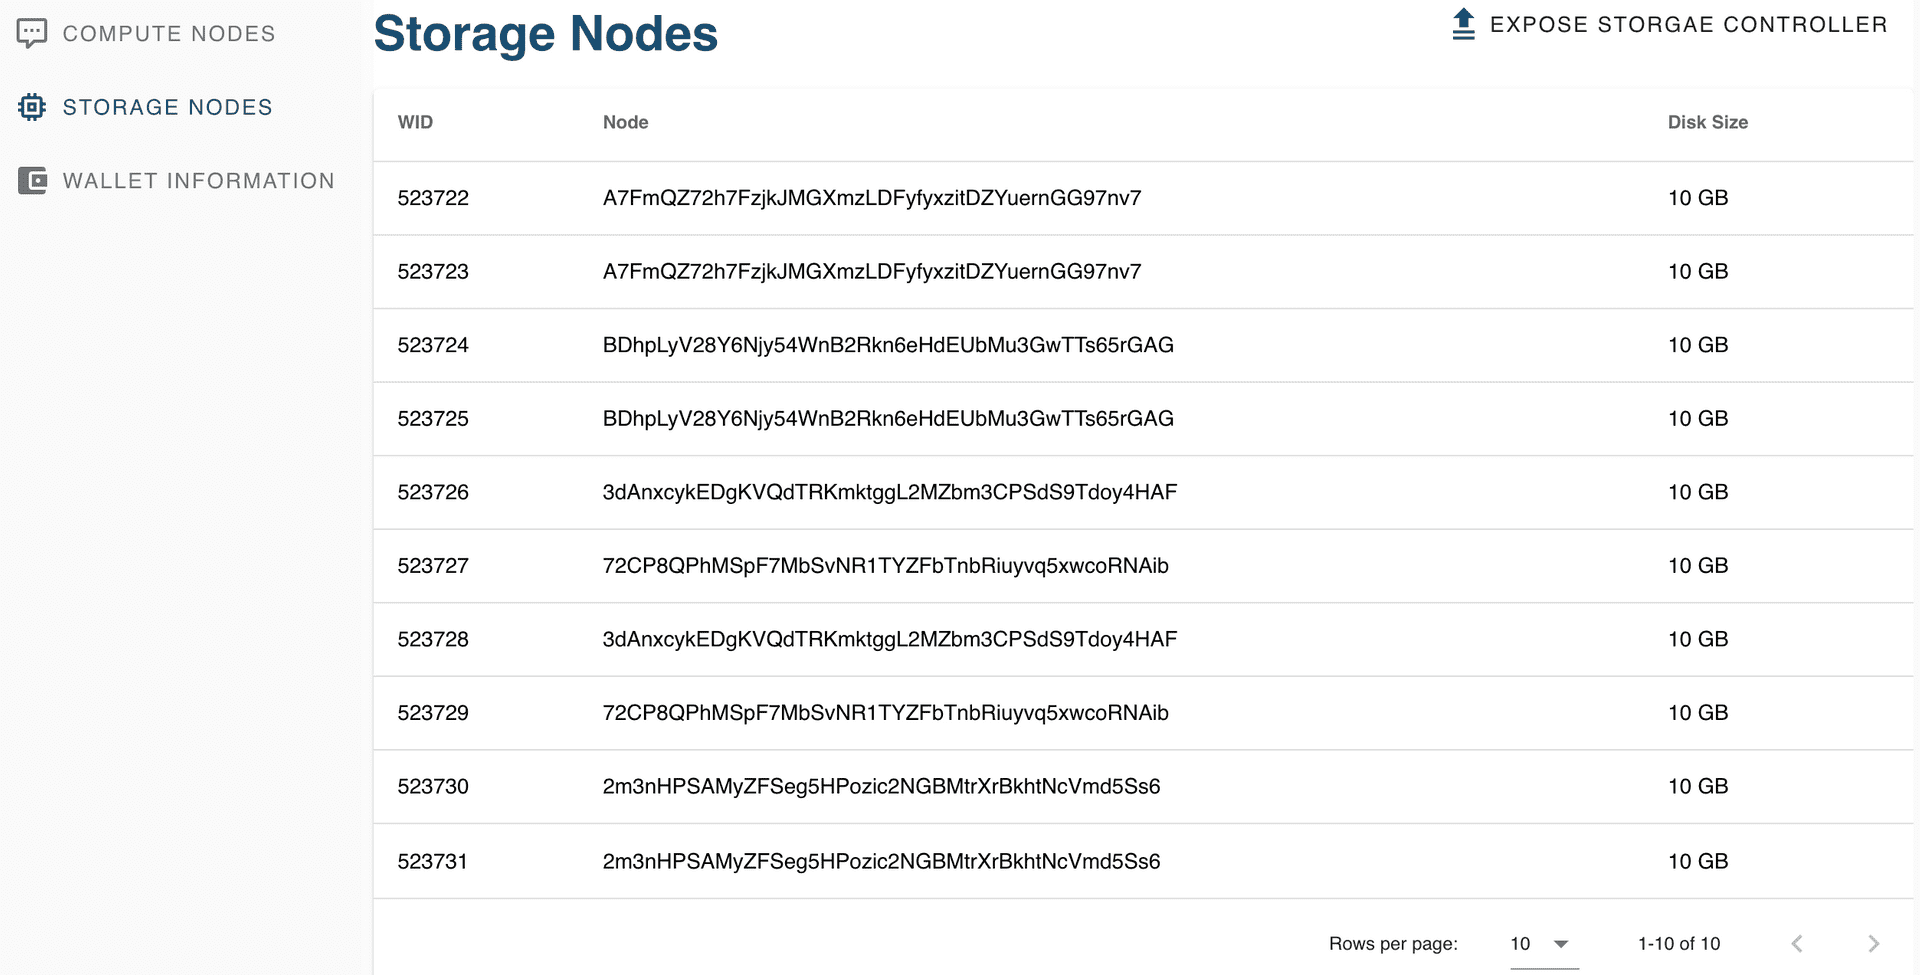 COMPUTE NODES
STORAGE NODES
WALLET INFORMATION
Storage Nodes
EXPOSE STORGAE CONTROLLER
WID Node Disk Size
523722 A7FmQZ72h7FzjkJMGXmzLDFyfyxzitDZYuernGG97nv7 10 GB
523723 A7FmQZ72h7FzjkJMGXmzLDFyfyxzitDZYuernGG97nv7 10 GB
523724 BDhpLyV28Y6Njy54WnB2Rkn6eHdEUbMu3GwTTs65rGAG 10 GB
523725 BDhpLyV28Y6Njy54WnB2Rkn6eHdEUbMu3GwTTs65rGAG 10 GB
523726 3dAnxcykEDgKVQdTRKmktggL2MZbm3CPSdS9Tdoy4HAF 10 GB
523727 72CP8QPhMSpF7MbSvNR1TYZFbTnbRiuyvq5xwcoRNAib 10 GB
523728 3dAnxcykEDgKVQdTRKmktggL2MZbm3CPSdS9Tdoy4HAF 10 GB
523729 72CP8QPhMSpF7MbSvNR1TYZFbTnbRiuyvq5xwcoRNAib 10 GB
523730 2m3nHPSAMyZFSeg5HPozic2NGBMtrXrBkhtNcVmd5Ss6 10 GB
523731 2m3nHPSAMyZFSeg5HPozic2NGBMtrXrBkhtNcVmd5Ss6 10 GB
Rows per page: 10 1-10 of 10